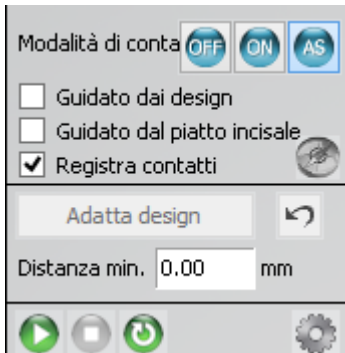 Modalità di conta OFF ON AS
Guidato dai design
Guidato dal piatto incisale
Registra contatti
Adatta design
Distanza min. 0.00 mm